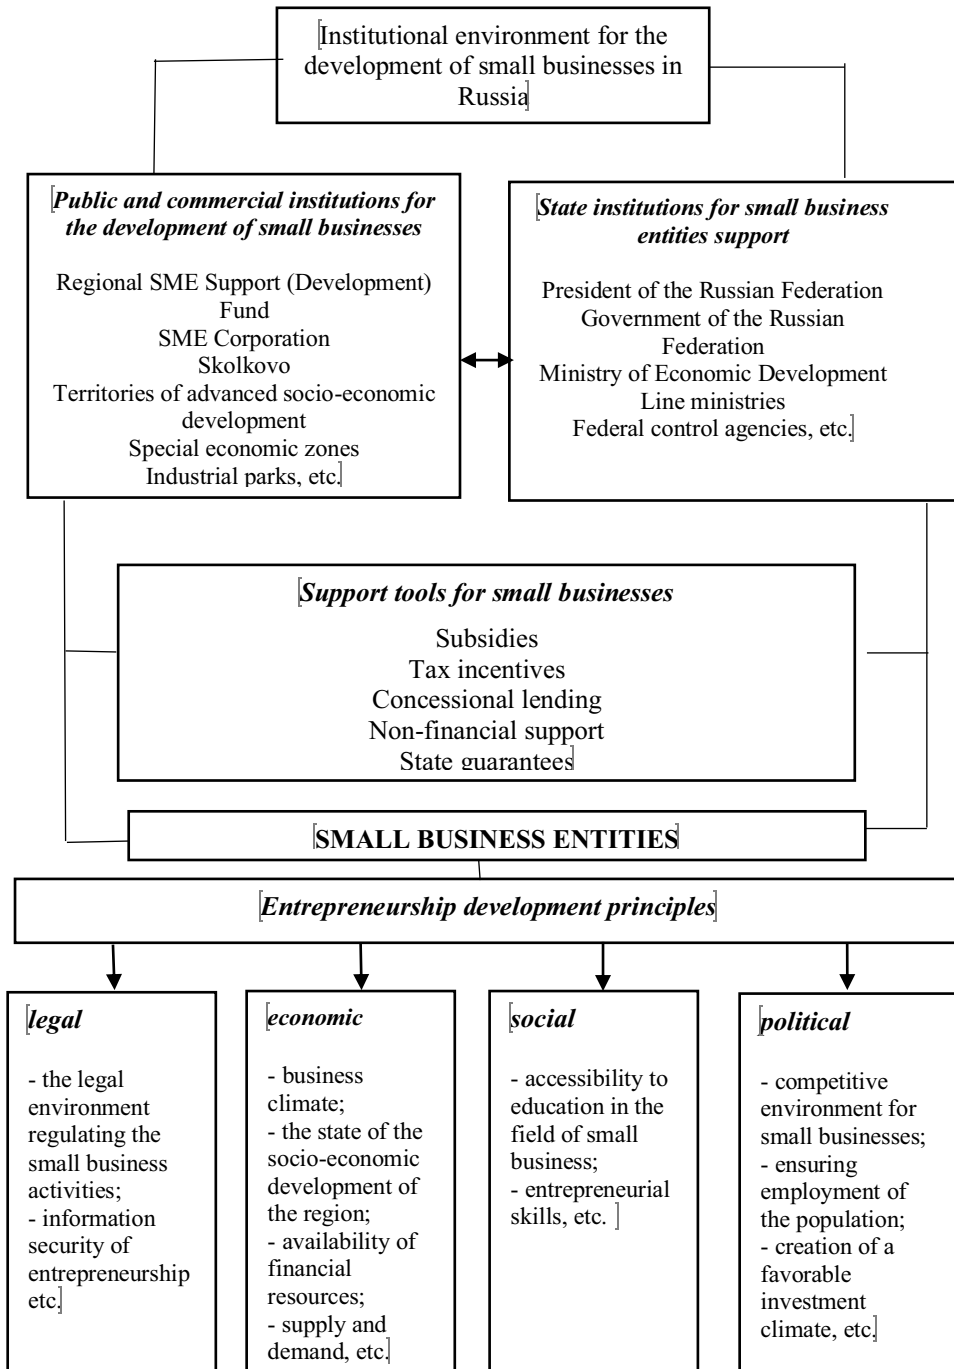 Institutional environment for the
development of small businesses in
Russia
Public and commercial institutions for
the development of small businesses
Regional SME Support (Development)
Fund
SME Corporation
Skolkovo
Territories of advanced socio-economic
development
Special economic zones
Industrial parks, etc.
State institutions for small business
entities support
President of the Russian Federation
Government of the Russian
Federation
Ministry of Economic Development
Line ministries
Federal control agencies, etc.
Support tools for small businesses
Subsidies
Tax incentives
Concessional lending
Non-financial support
State guarantees
SMALL BUSINESS ENTITIES
Entrepreneurship development principles
legal
- the legal
environment
regulating the
small business
activities;
- information
security of
entrepreneurship
etc.
economic
- business
climate;
- the state of the
socio-economic
development of
the region;
- availability of
financial
resources;
- supply and
demand, etc.
social
- accessibility to
education in the
field of small
business;
- entrepreneurial
skills, etc.
political
- competitive
environment for
small businesses;
- ensuring
employment of
the population;
- creation of a
favorable
investment
climate, etc.